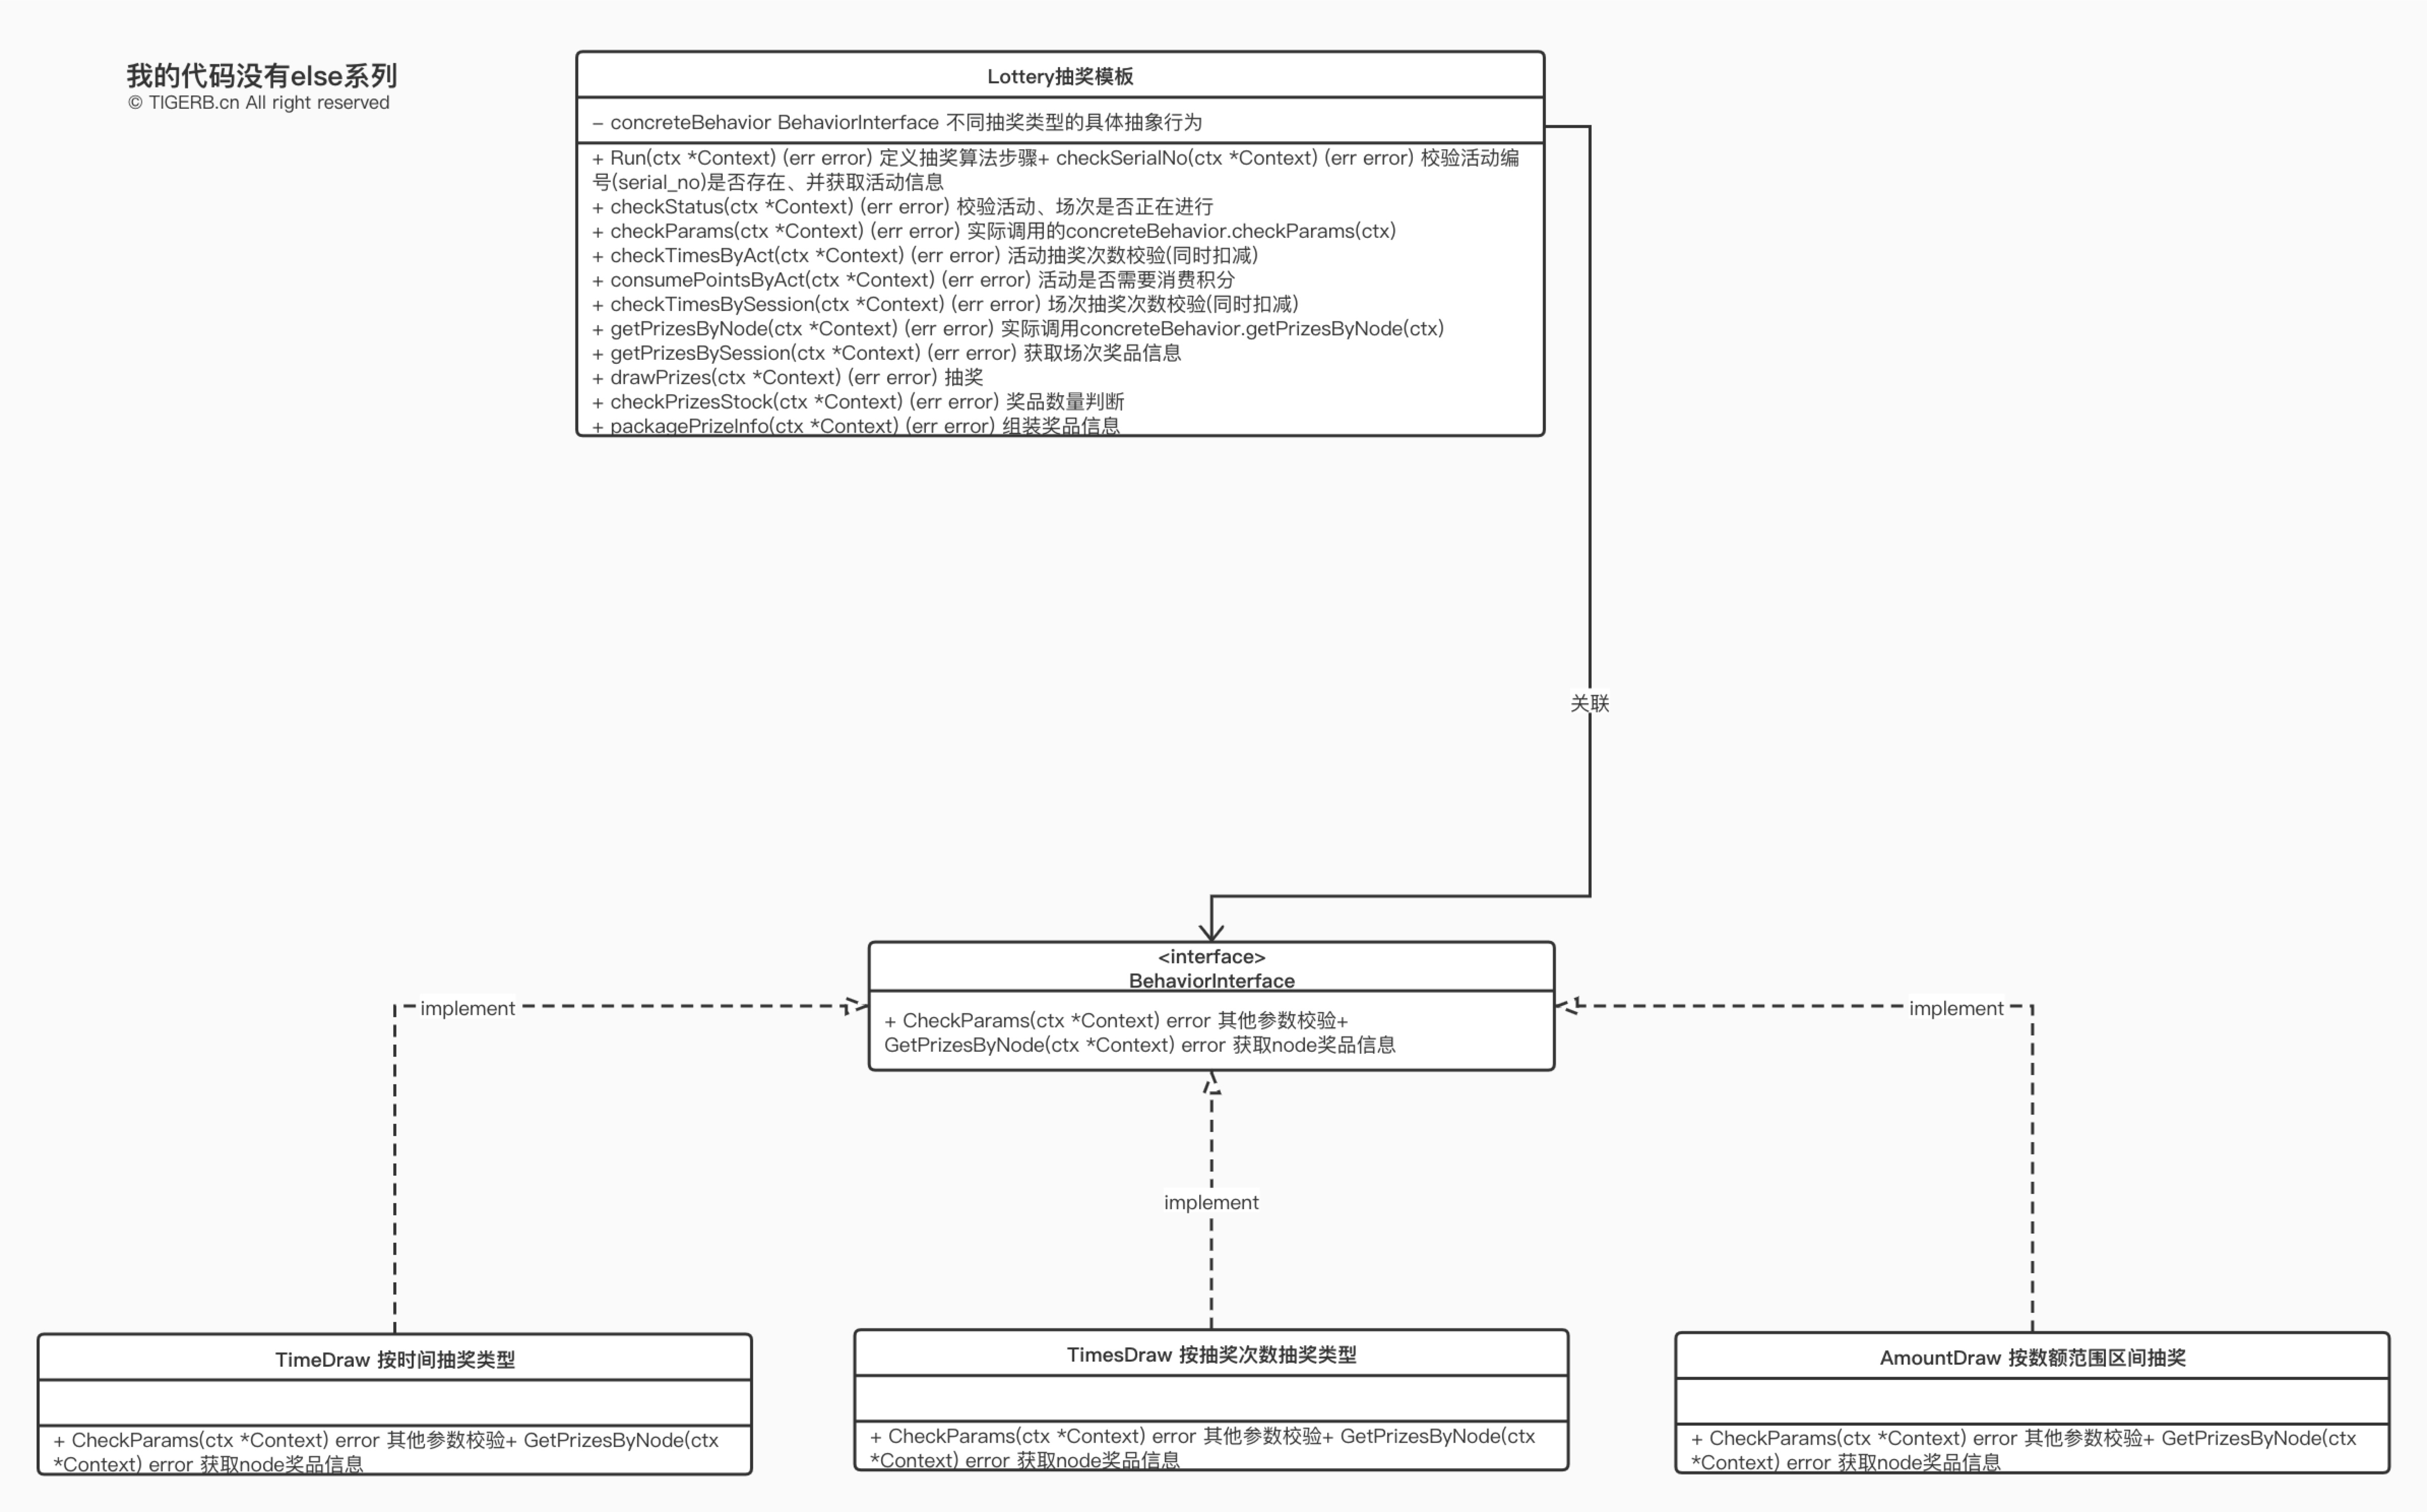 我的代码没有else系列
© TIGERB.cn All right reserved
Lottery抽奖模板
- concreteBehavior BehaviorInterface 不同抽奖类型的具体抽象行为
+ Run(ctx *Context) (err error) 定义抽奖算法步骤+ checkSerialNo(ctx *Context) (err error) 校验活动编
号(serial_no)是否存在、并获取活动信息
+ checkStatus(ctx *Context) (err error) 校验活动、场次是否正在进行
+ checkParams(ctx *Context) (err error) 实际调用的concreteBehavior.checkParams(ctx)
+ checkTimesByAct(ctx *Context) (err error) 活动抽奖次数校验(同时扣减)
+ consumePointsByAct(ctx *Context) (err error) 活动是否需要消费积分
+ checkTimesBySession(ctx *Context) (err error) 场次抽奖次数校验(同时扣减)
+ getPrizesByNode(ctx *Context) (err error) 实际调用concreteBehavior.getPrizesByNode(ctx)
+ getPrizesBySession(ctx *Context) (err error) 获取场次奖品信息
+ drawPrizes(ctx *Context) (err error) 抽奖
+ checkPrizesStock(ctx *Context) (err error) 奖品数量判断
+ packagePrizeInfo(ctx *Context) (err error) 组装奖品信息
关联
<interface>
BehaviorInterface
+ CheckParams(ctx *Context) error 其他参数校验+
GetPrizesByNode(ctx *Context) error 获取node奖品信息
implement
implement
implement
TimeDraw 按时间抽奖类型
+ CheckParams(ctx *Context) error 其他参数校验+ GetPrizesByNode(ctx
*Context) error 获取node奖品信息
TimesDraw 按抽奖次数抽奖类型
+ CheckParams(ctx *Context) error 其他参数校验+ GetPrizesByNode(ctx
*Context) error 获取node奖品信息
AmountDraw 按数额范围区间抽奖
+ CheckParams(ctx *Context) error 其他参数校验+ GetPrizesByNode(ctx
*Context) error 获取node奖品信息